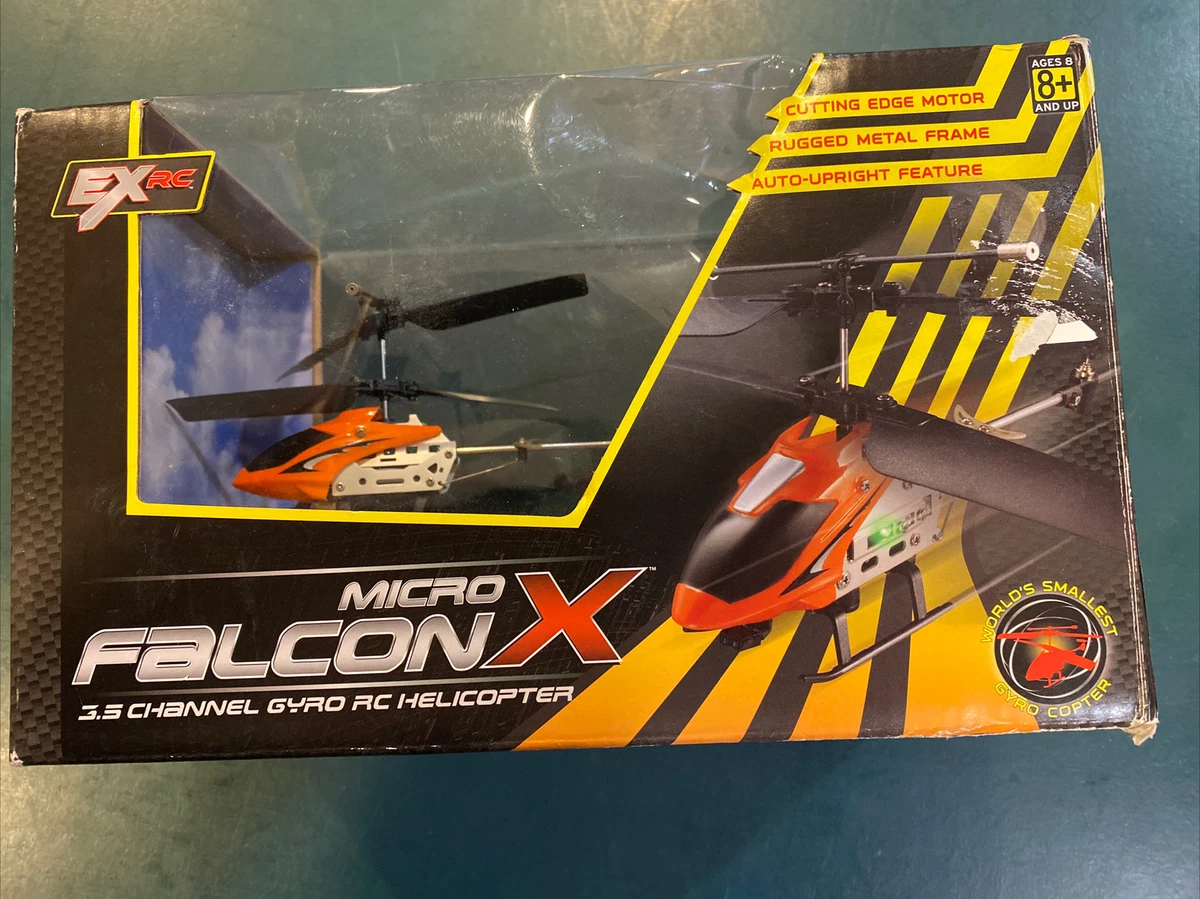 EXRC
CUTTING EDGE MOTOR
RUGGED METAL FRAME
AUTO-UPRIGHT FEATURE
AGES 8
8+
AND UP
MICRO
FALCON X™
3.5 CHANNEL GYRO RC HELICOPTER
WORLD'S SMALLEST
GYRO COPTER